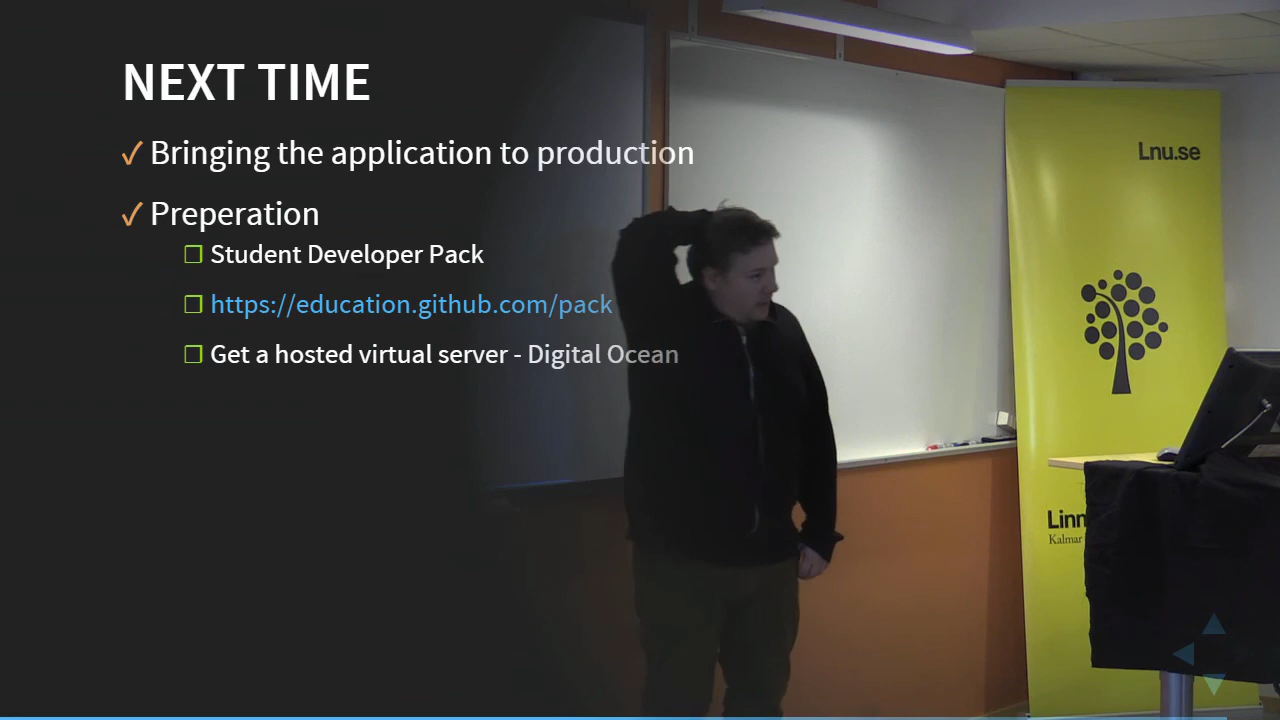 NEXT TIME
✓ Bringing the application to production
✓ Preperation
❒ Student Developer Pack
❒ https://education.github.com/pack
❒ Get a hosted virtual server - Digital Ocean
Lnu.se
Linn
Kalmar